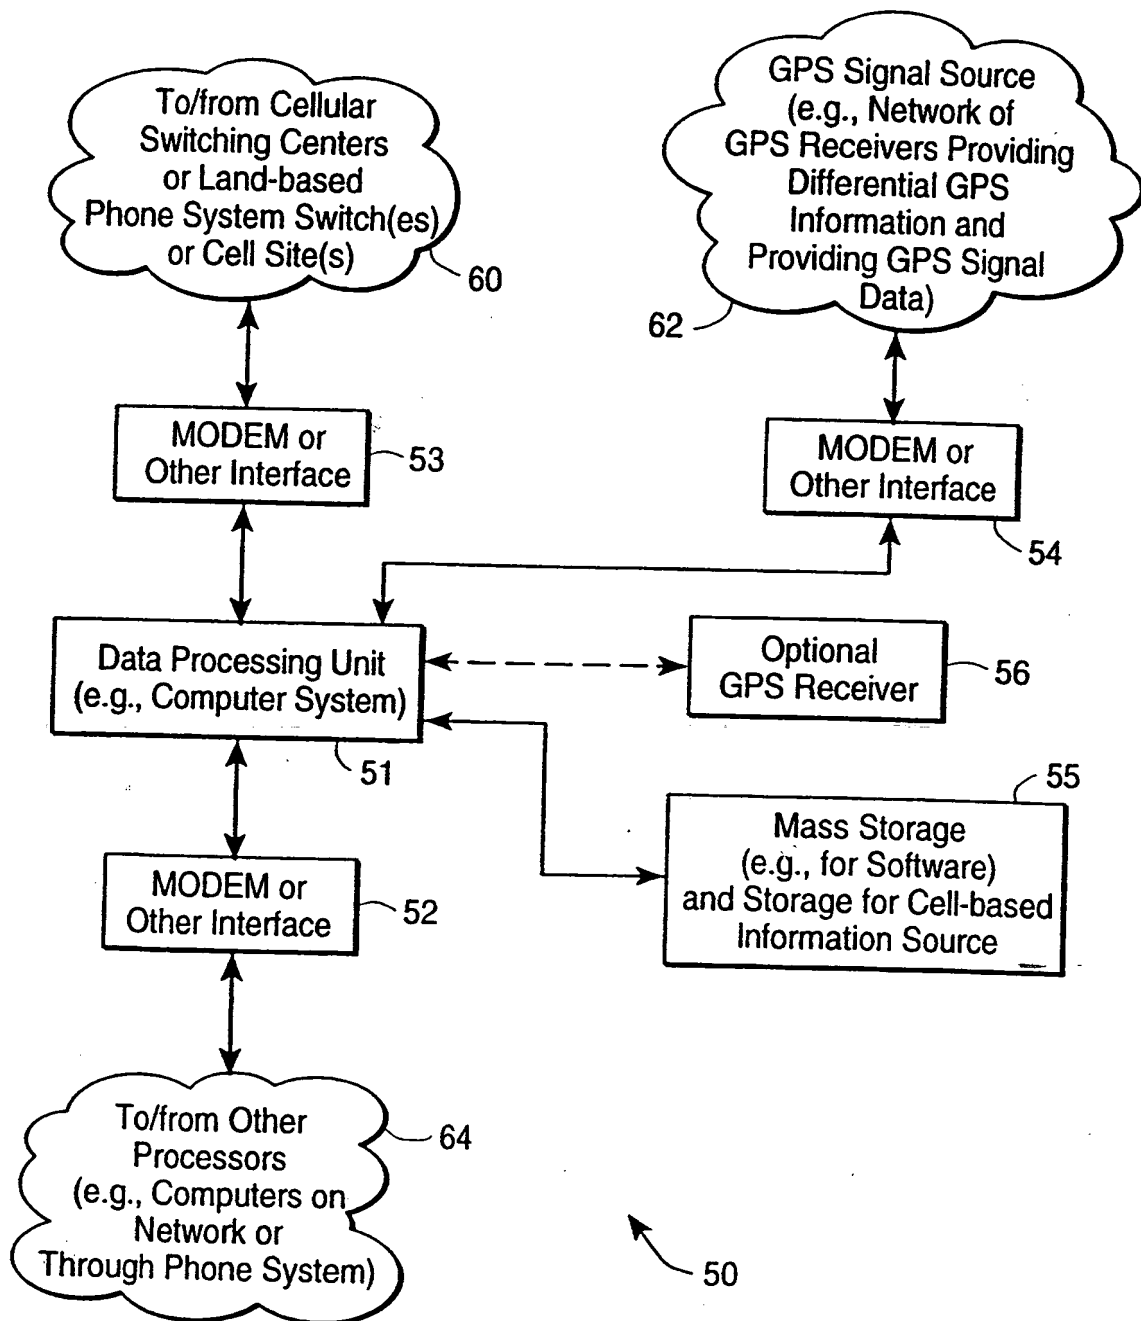 To/from Cellular
Switching Centers
or Land-based
Phone System Switch(es)
or Cell Site(s)
60
GPS Signal Source
(e.g., Network of
GPS Receivers Providing
Differential GPS
Information and
Providing GPS Signal
Data)
62
MODEM or
Other Interface
53
MODEM or
Other Interface
54
Data Processing Unit
(e.g., Computer System)
51
Optional
GPS Receiver
56
55
Mass Storage
(e.g., for Software)
and Storage for Cell-based
Information Source
MODEM or
Other Interface
52
To/from Other
Processors
(e.g., Computers on
Network or
Through Phone System)
64
50